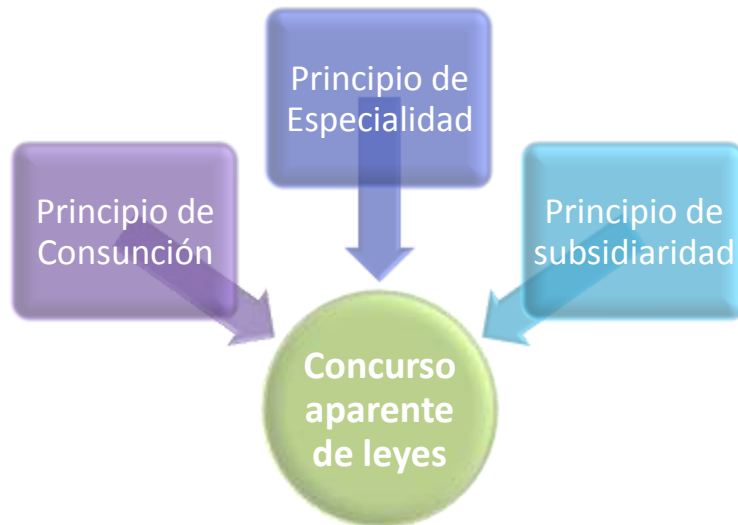 Principio de
Especialidad
Principio de
Consunción
Principio de
subsidiaridad
Concurso
aparente
de leyes